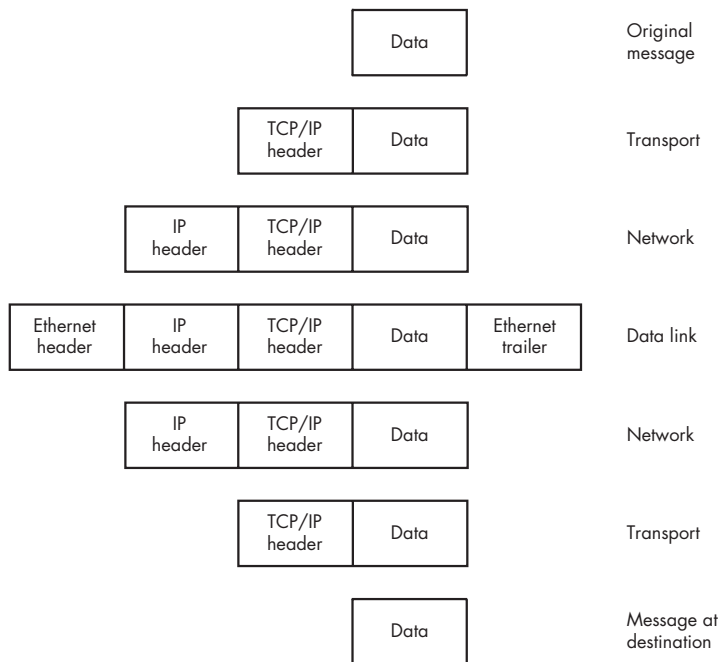 Data
Original
message
TCP/IP
header
Data
Transport
IP
header
TCP/IP
header
Data
Network
Ethernet
header
IP
header
TCP/IP
header
Data
Ethernet
trailer
Data link
IP
header
TCP/IP
header
Data
Network
TCP/IP
header
Data
Transport
Data
Message at
destination